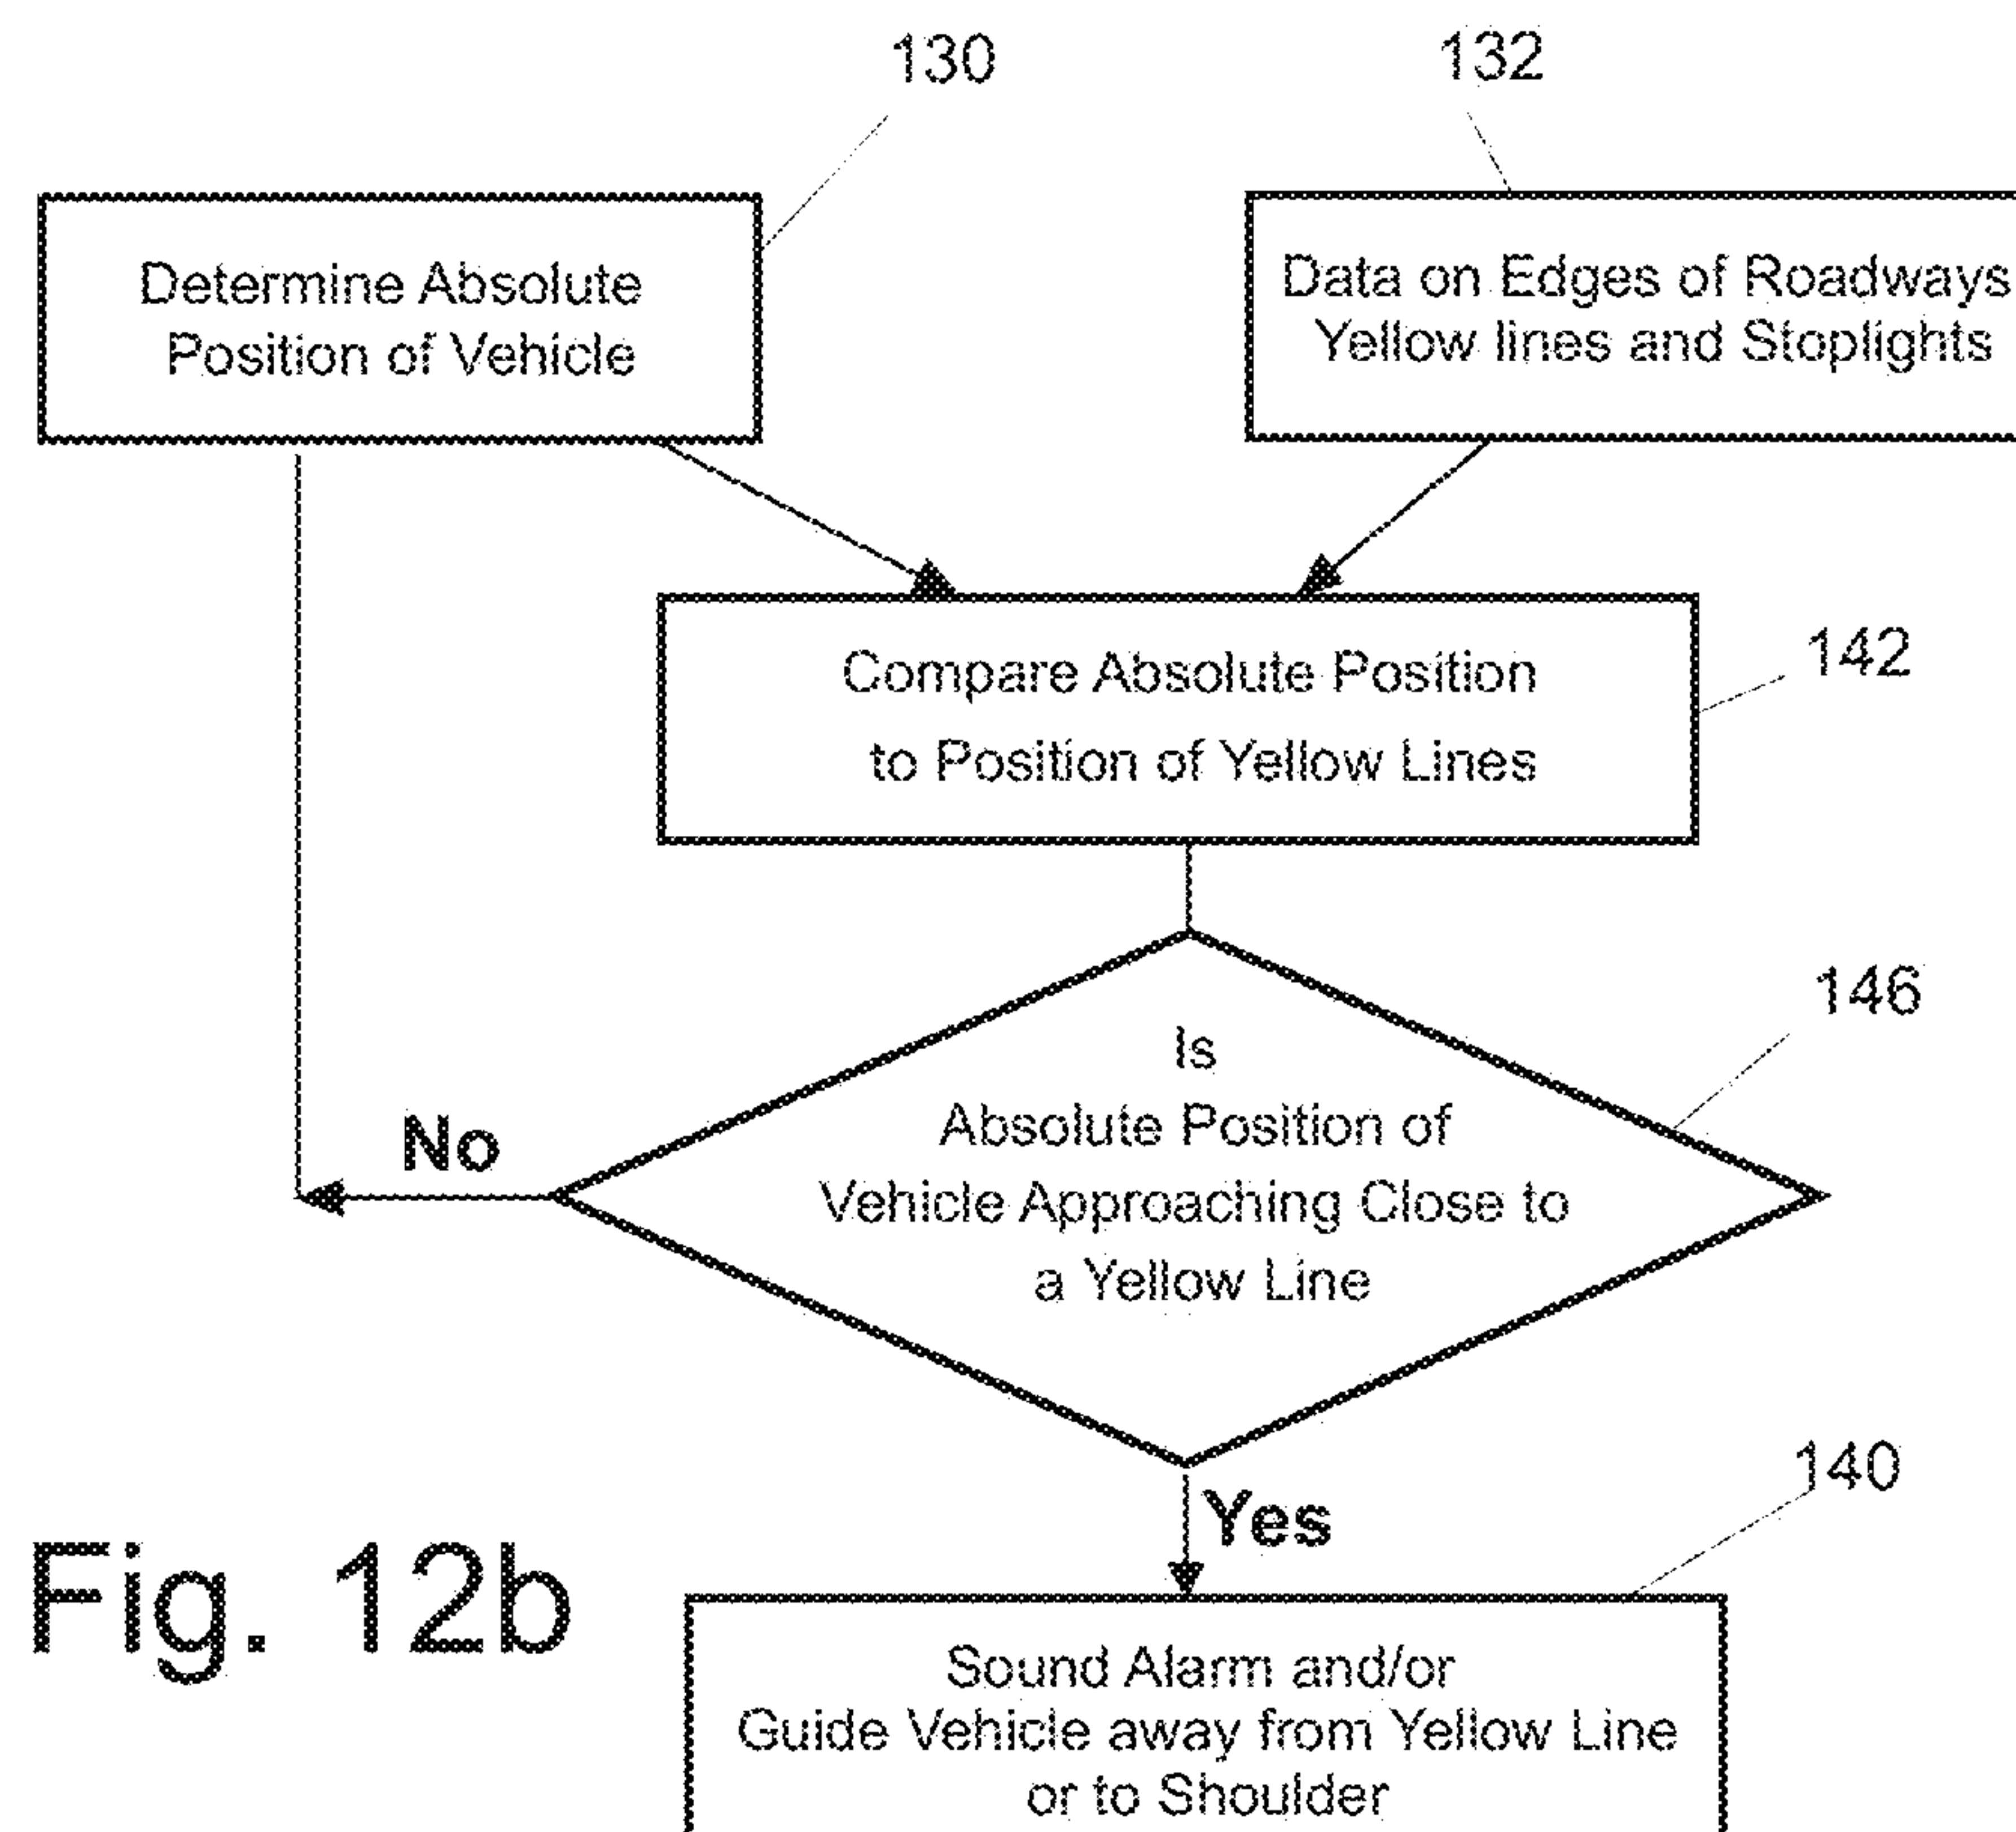 130
132
Determine Absolute
Position of Vehicle
Data on Edges of Roadways
Yellow lines and Stoplights
Compare Absolute Position
to Position of Yellow Lines
142
Is
Absolute Position of
Vehicle Approaching Close to
a Yellow Line
146
No
Yes
140
Sound Alarm and/or
Guide Vehicle away from Yellow Line
or to Shoulder
Fig. 12b